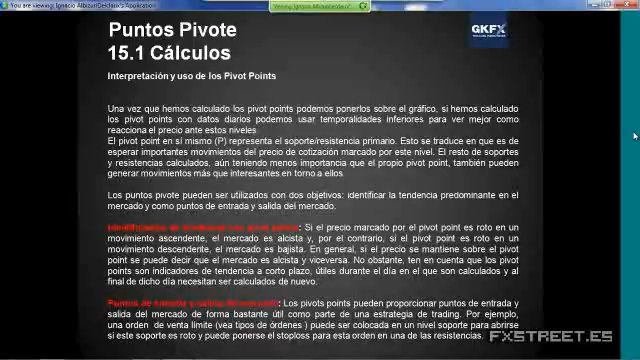 You are viewing Ignacio AlbizuriDelclaux's Application
Puntos Pivote
15.1 Cálculos
GKFX
Interpretación y uso de los Pivot Points
Una vez que hemos calculado los pivot points podemos ponerlos sobre el gráfico, si hemos calculado
los pivot points con datos diarios podemos usar temporalidades inferiores para ver mejor como
reacciona el precio ante estos niveles
El pivot point en sí mismo (P) representa el soporte/resistencia primario. Esto se traduce en que es de
esperar importantes movimientos del precio de cotización marcado por este nivel. El resto de soportes
y resistencias calculados, aún teniendo menos importancia que el propio pivot point, también pueden
generar movimientos más que interesantes en torno a ellos
Los puntos pivote pueden ser utilizados con dos objetivos: identificar la tendencia predominante en el
mercado y como puntos de entrada y salida del mercado.
Si el precio marcado por el pivot point es roto en un
movimiento ascendente, el mercado es alcista y, por el contrario, si el pivot point es roto en un
movimiento descendente, el mercado es bajista. En general, si el precio se mantiene sobre el pivot
point se puede decir que el mercado es alcista y viceversa. No obstante, ten en cuenta que los pivot
points son indicadores de tendencia a corto plazo, útiles durante el día en el que son calculados y al
final de dicho día necesitan ser calculados de nuevo.
Puntos de entrada y salida del mercado: Los pivots points pueden proporcionar puntos de entrada y
salida del mercado de forma bastante útil como parte de una estrategia de trading. Por ejemplo,
una orden de venta límite (vea tipos de órdenes ) puede ser colocada en un nivel soporte para abrirse
si este soporte es roto y puede ponerse el stoploss para esta orden en una de las resistencias.
FXSTREET.ES